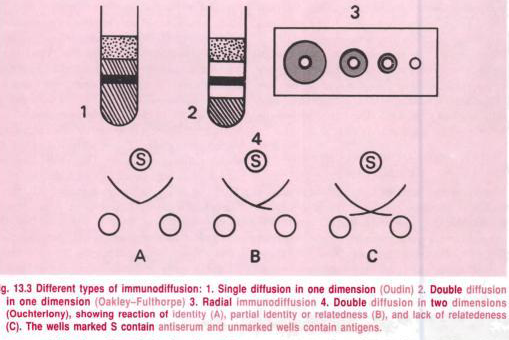 3
1
2
4
S
S
S
A
B
C
ig. 13.3 Different types of immunodiffusion: 1. Single diffusion in one dimension (Oudin) 2. Double diffusion
in one dimension (Oakley–Fulthorpe) 3. Radial immunodiffusion 4. Double diffusion in two dimensions
(Ouchterlony), showing reaction of identity (A), partial identity or relatedness (B), and lack of relatedeness
(C). The wells marked S contain antiserum and unmarked wells contain antigens.